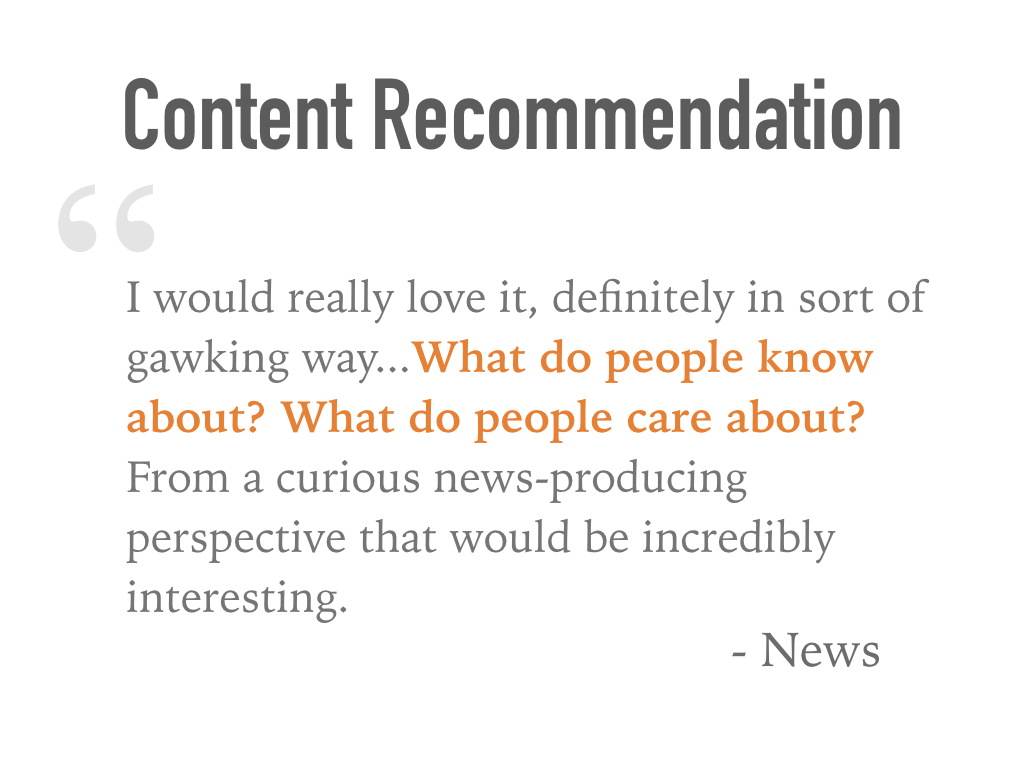 Content Recommendation
“
I would really love it, definitely in sort of
gawking way...What do people know
about? What do people care about?
From a curious news-producing
perspective that would be incredibly
interesting.
- News